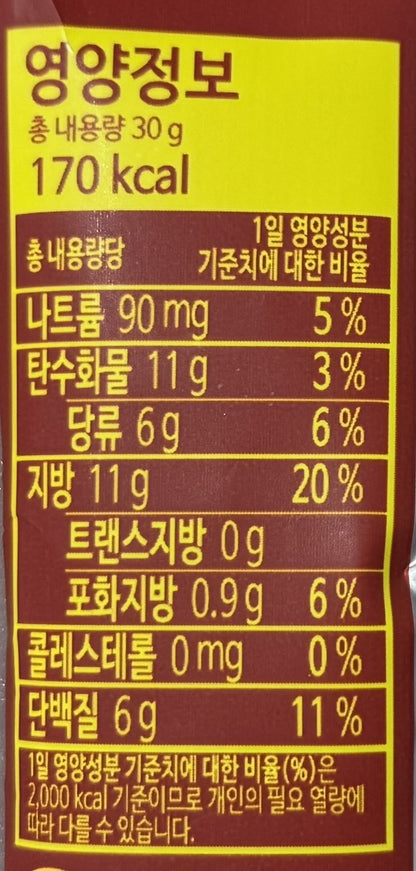 영양정보
총 내용량 30 g
170 kcal
1일 영양성분
총 내용량당 기준치에 대한 비율
나트륨 90 mg 5 %
탄수화물 11 g 3 %
당류 6 g 6 %
지방 11 g 20 %
트랜스지방 0 g
포화지방 0.9 g 6 %
콜레스테롤 0 mg 0 %
단백질 6 g 11 %
1일 영양성분 기준치에 대한 비율(%)은
2,000 kcal 기준이므로 개인의 필요 열량에
따라 다를 수 있습니다.